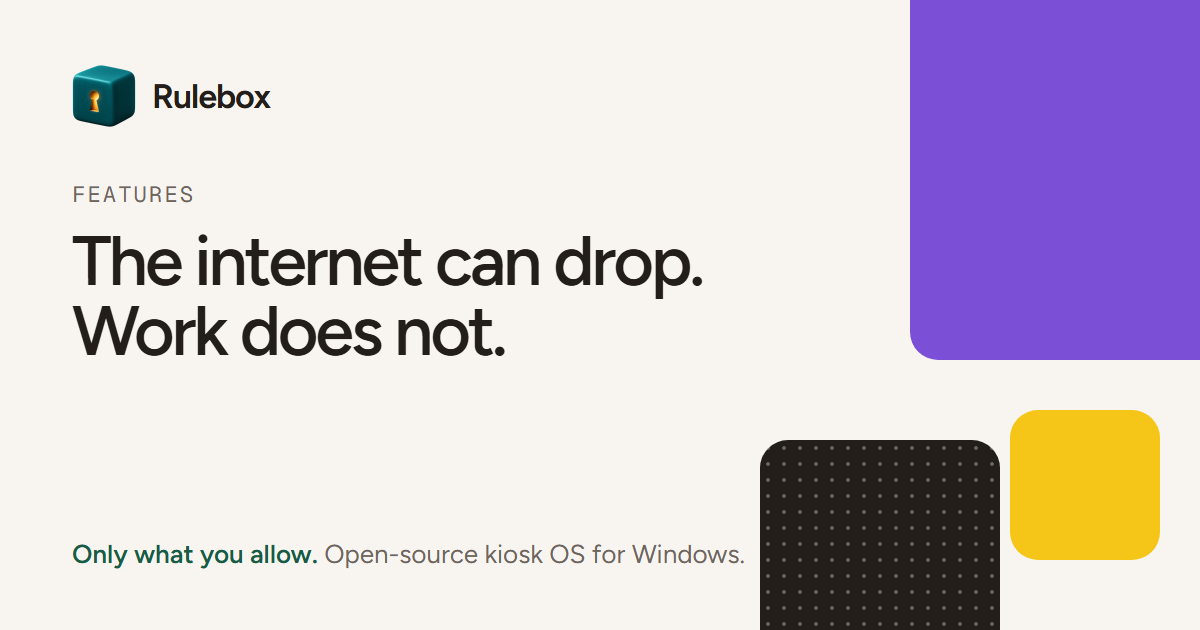 Rulebox
FEATURES
The internet can drop.
Work does not.
Only what you allow. Open-source kiosk OS for Windows.